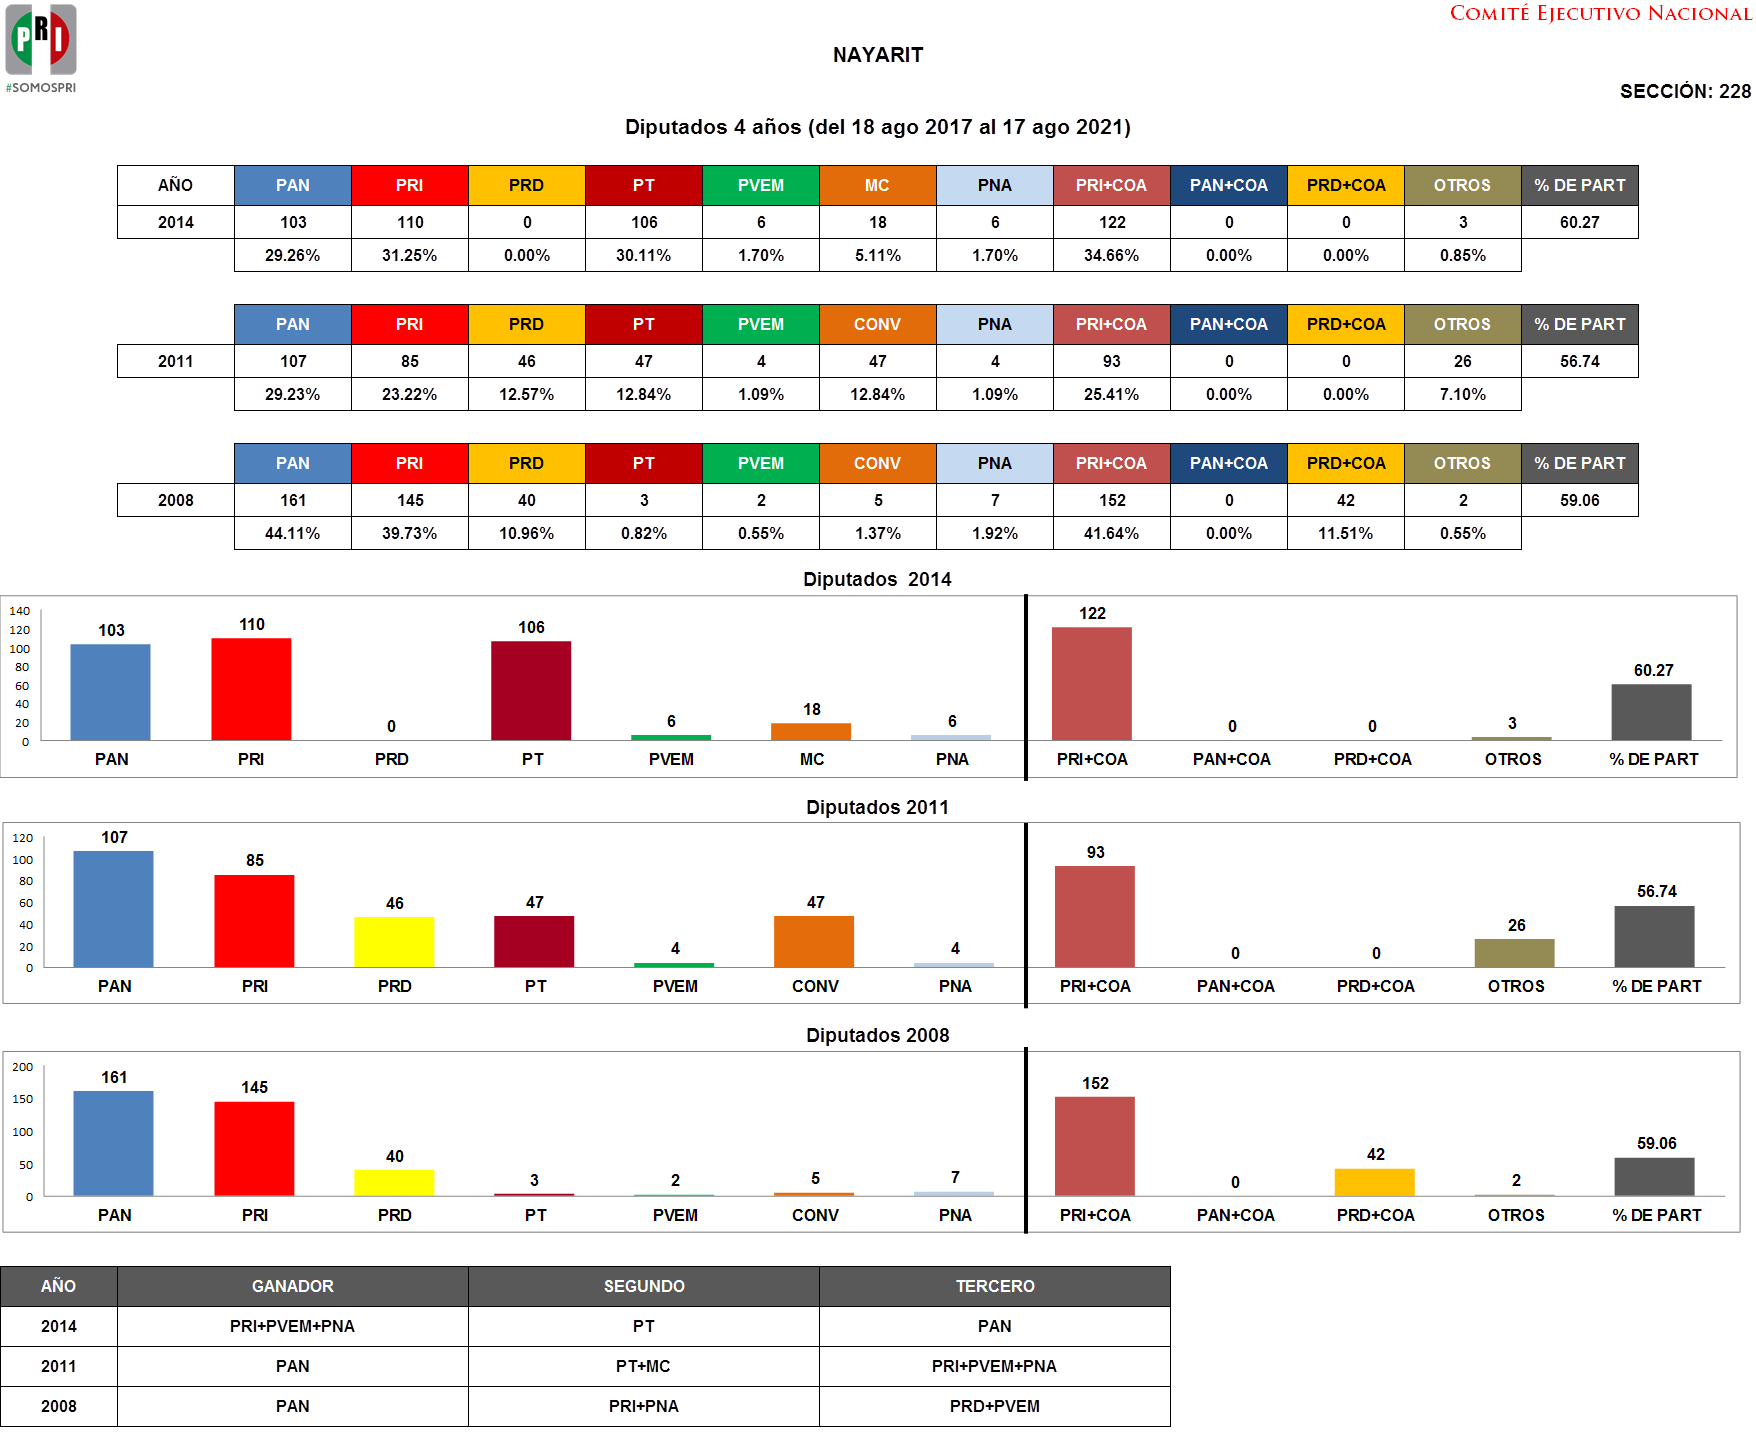 PRI
#SOMOSPRI
COMITÉ EJECUTIVO NACIONAL
NAYARIT
SECCIÓN: 228
Diputados 4 años (del 18 ago 2017 al 17 ago 2021)
AÑO PAN PRI PRD PT PVEM MC PNA PRI+COA PAN+COA PRD+COA OTROS % DE PART
2014 103 110 0 106 6 18 6 122 0 0 3 60.27
29.26% 31.25% 0.00% 30.11% 1.70% 5.11% 1.70% 34.66% 0.00% 0.00% 0.85%
PAN PRI PRD PT PVEM CONV PNA PRI+COA PAN+COA PRD+COA OTROS % DE PART
2011 107 85 46 47 4 47 4 93 0 0 26 56.74
29.23% 23.22% 12.57% 12.84% 1.09% 12.84% 1.09% 25.41% 0.00% 0.00% 7.10%
PAN PRI PRD PT PVEM CONV PNA PRI+COA PAN+COA PRD+COA OTROS % DE PART
2008 161 145 40 3 2 5 7 152 0 42 2 59.06
44.11% 39.73% 10.96% 0.82% 0.55% 1.37% 1.92% 41.64% 0.00% 11.51% 0.55%
Diputados  2014
140
120
100
80
60
40
20
0
103 110 0 106 6 18 6 122 0 0 3 60.27
PAN PRI PRD PT PVEM MC PNA PRI+COA PAN+COA PRD+COA OTROS % DE PART
Diputados 2011
120
100
80
60
40
20
0
107 85 46 47 4 47 4 93 0 0 26 56.74
PAN PRI PRD PT PVEM CONV PNA PRI+COA PAN+COA PRD+COA OTROS % DE PART
Diputados 2008
200
150
100
50
0
161 145 40 3 2 5 7 152 0 42 2 59.06
PAN PRI PRD PT PVEM CONV PNA PRI+COA PAN+COA PRD+COA OTROS % DE PART
AÑO GANADOR SEGUNDO TERCERO
2014 PRI+PVEM+PNA PT PAN
2011 PAN PT+MC PRI+PVEM+PNA
2008 PAN PRI+PNA PRD+PVEM